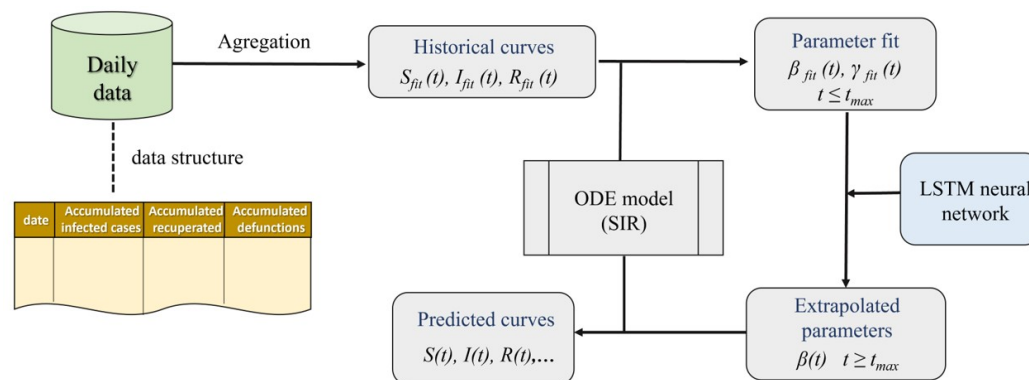 Daily
data
Agregation
Historical curves
S_fit (t), I_fit (t), R_fit (t)
Parameter fit
β_fit (t), γ_fit (t)
t ≤ t_max
data structure
date
Accumulated
infected cases
Accumulated
recuperated
Accumulated
defunctions
ODE model
(SIR)
LSTM neural
network
Predicted curves
S(t), I(t), R(t),...
Extrapolated
parameters
β(t) t ≥ t_max